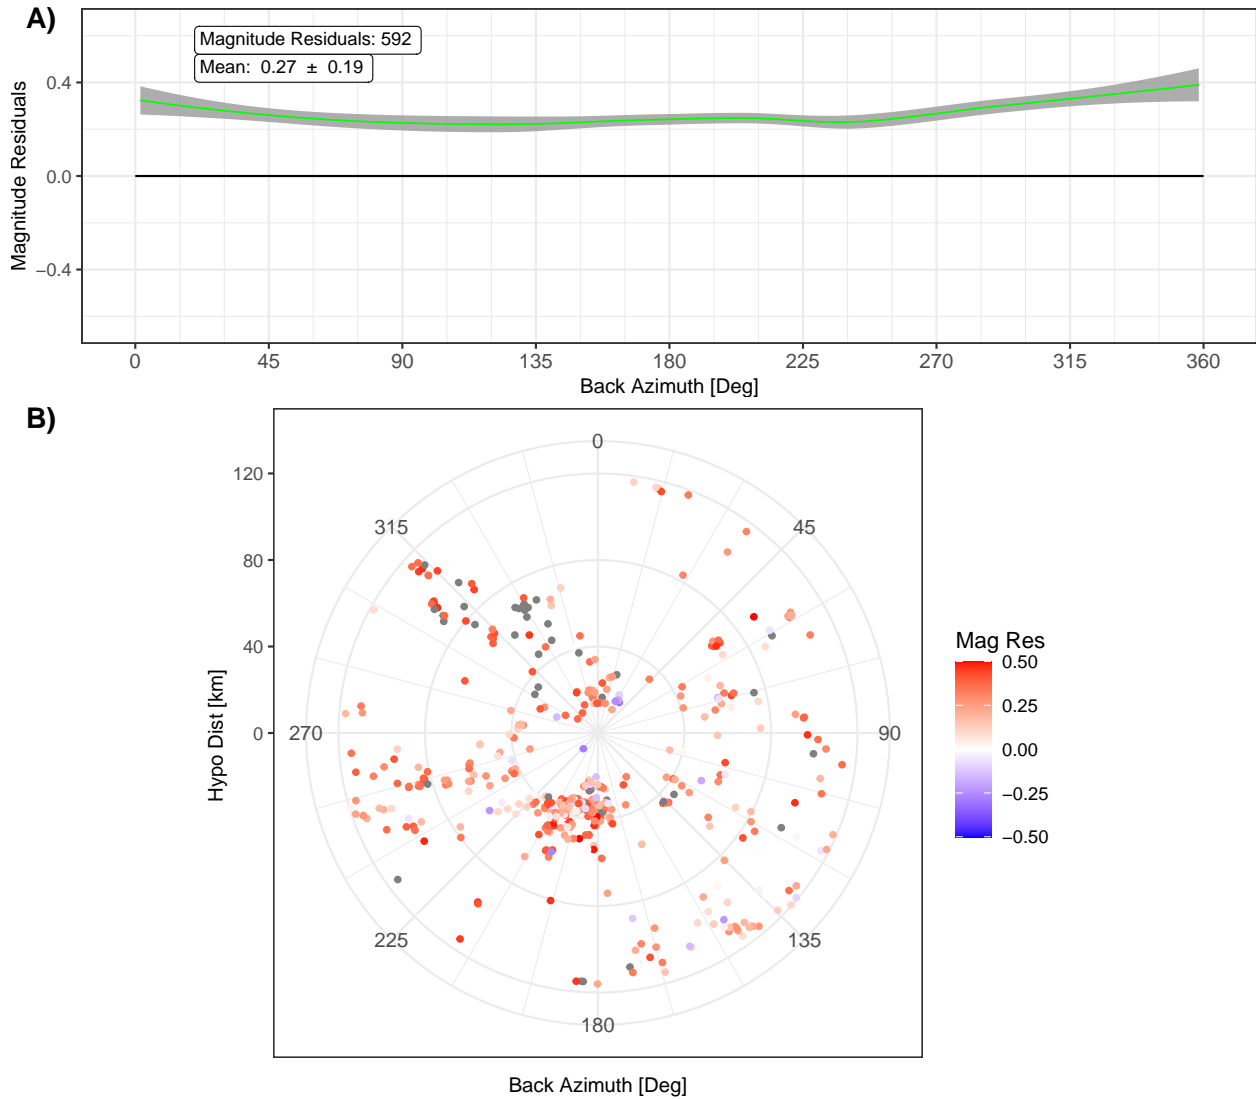 A)
Magnitude Residuals: 592
Mean: 0.27 ± 0.19
0.4
0.0
−0.4
Magnitude Residuals
0 45 90 135 180 225 270 315 360
Back Azimuth [Deg]
B)
0
45
90
135
180
225
270
315
120
80
40
0
Hypo Dist [km]
Back Azimuth [Deg]
Mag Res
0.50
0.25
0.00
−0.25
−0.50